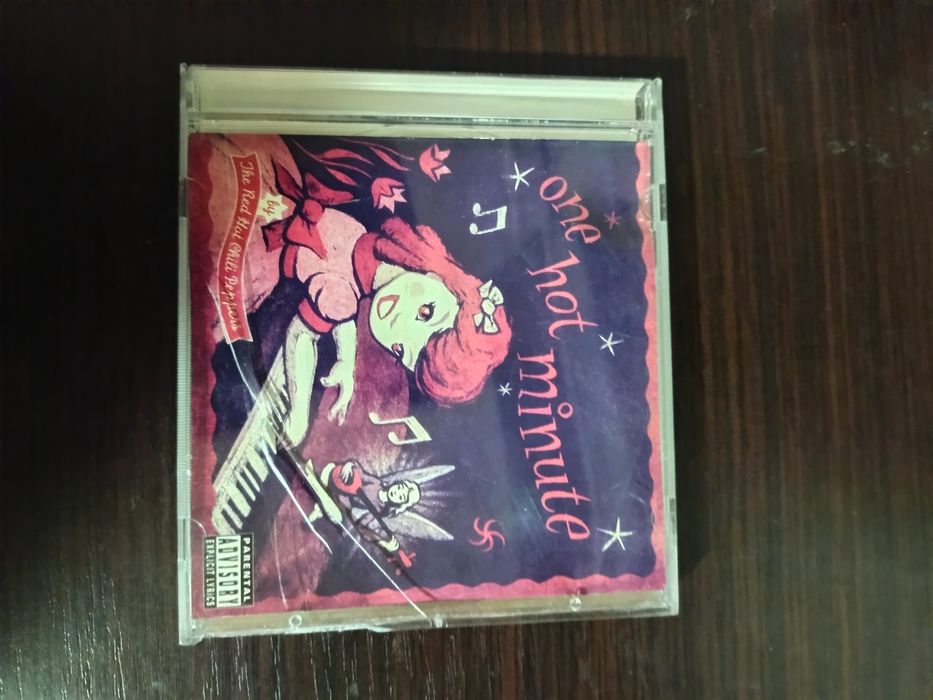 one hot minute
by
The Red Hot Chili Peppers
PARENTAL
ADVISORY
EXPLICIT LYRICS